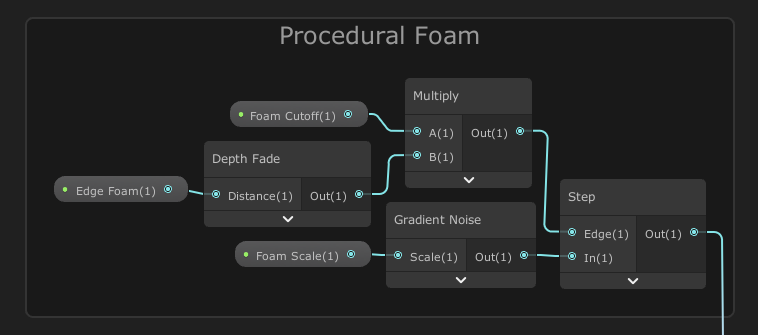 Procedural Foam
Multiply
Foam Cutoff(1)
A(1) Out(1)
B(1)
Depth Fade
Edge Foam(1)
Distance(1) Out(1)
Step
Gradient Noise
Edge(1) Out(1)
Foam Scale(1)
Scale(1) Out(1)
In(1)